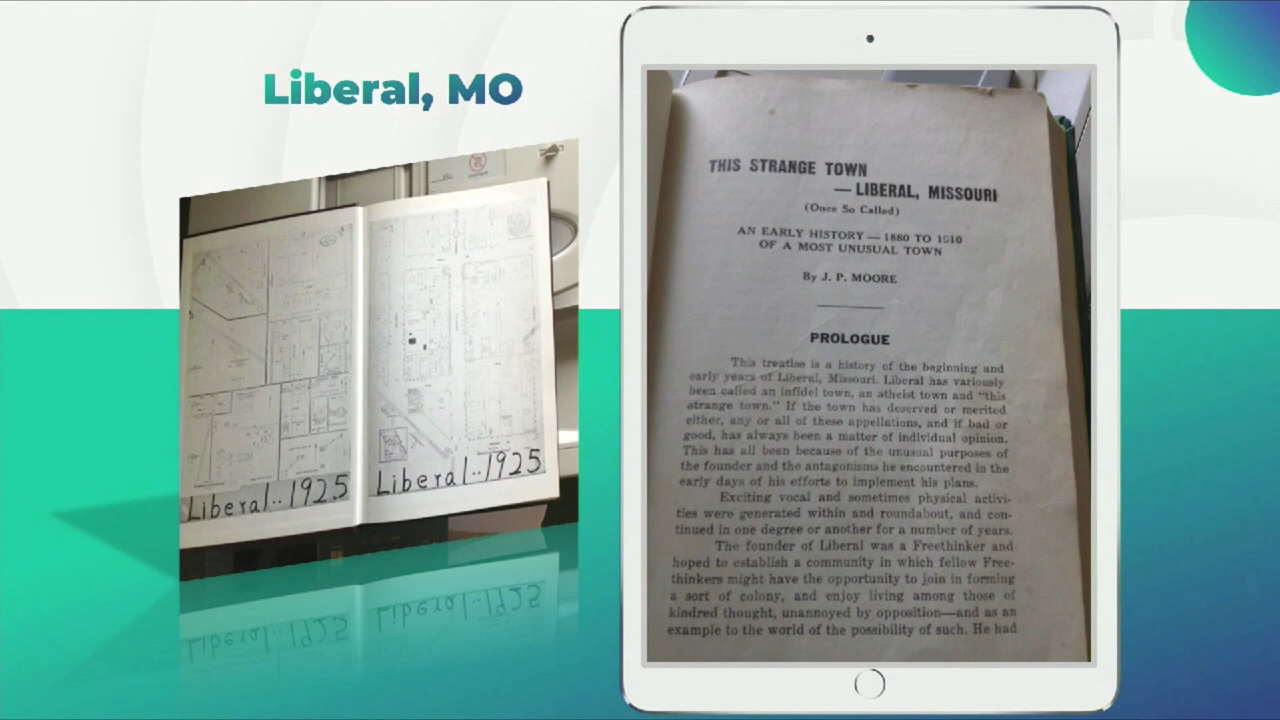 Liberal, MO
Liberal..1925
Liberal..1925
THIS STRANGE TOWN
— LIBERAL, MISSOURI
(Once So Called)
AN EARLY HISTORY — 1880 TO 1910
OF A MOST UNUSUAL TOWN
By J. P. MOORE
PROLOGUE
This treatise is a history of the beginning and
early years of Liberal, Missouri. Liberal has variously
been called an infidel town, an atheist town and "this
strange town." If the town has deserved or merited
either, any or all of these appellations, and if bad or
good, has always been a matter of individual opinion.
This has all been because of the unusual purposes of
the founder and the antagonisms he encountered in the
early days of his efforts to implement his plans.
Exciting vocal and sometimes physical activi-
ties were generated within and roundabout, and con-
tinued in one degree or another for a number of years.
The founder of Liberal was a Freethinker and
hoped to establish a community in which fellow Free-
thinkers might have the opportunity to join in forming
a sort of colony, and enjoy living among those of
kindred thought, unannoyed by opposition—and as an
example to the world of the possibility of such. He had